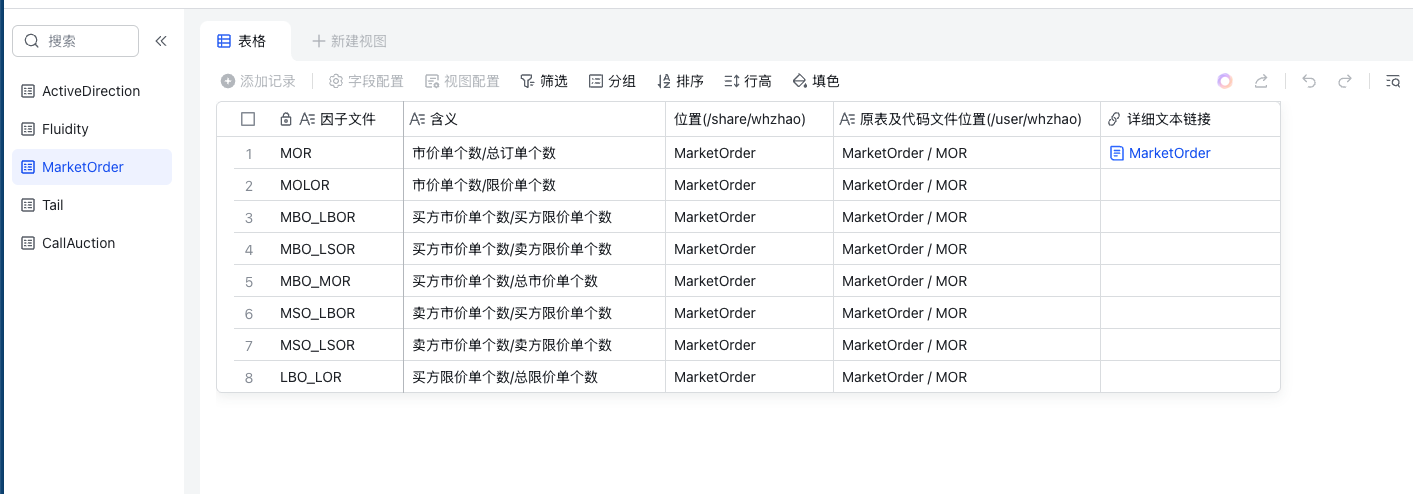 搜索
ActiveDirection
Fluidity
MarketOrder
Tail
CallAuction
表格 新建视图
添加记录 字段配置 视图配置 筛选 分组 排序 行高 填色
因子文件 含义 位置(/share/whzhao) 原表及代码文件位置(/user/whzhao) 详细文本链接
1 MOR 市价单个数/总订单个数 MarketOrder MarketOrder / MOR MarketOrder
2 MOLOR 市价单个数/限价单个数 MarketOrder MarketOrder / MOR
3 MBO_LBOR 买方市价单个数/买方限价单个数 MarketOrder MarketOrder / MOR
4 MBO_LSOR 买方市价单个数/卖方限价单个数 MarketOrder MarketOrder / MOR
5 MBO_MOR 买方市价单个数/总市价单个数 MarketOrder MarketOrder / MOR
6 MSO_LBOR 卖方市价单个数/买方限价单个数 MarketOrder MarketOrder / MOR
7 MSO_LSOR 卖方市价单个数/卖方限价单个数 MarketOrder MarketOrder / MOR
8 LBO_LOR 买方限价单个数/总限价单个数 MarketOrder MarketOrder / MOR